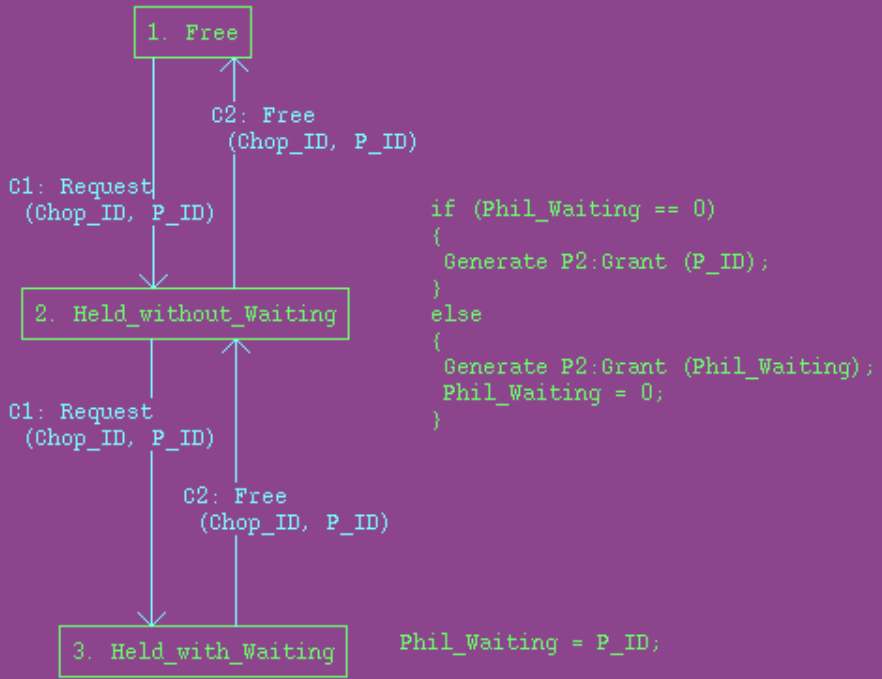 1. Free
C2: Free
(Chop_ID, P_ID)
C1: Request
(Chop_ID, P_ID)
if (Phil_Waiting == 0)
{
Generate P2:Grant (P_ID);
}
else
{
Generate P2:Grant (Phil_Waiting);
Phil_Waiting = 0;
}
2. Held_without_Waiting
C1: Request
(Chop_ID, P_ID)
C2: Free
(Chop_ID, P_ID)
3. Held_with_Waiting
Phil_Waiting = P_ID;